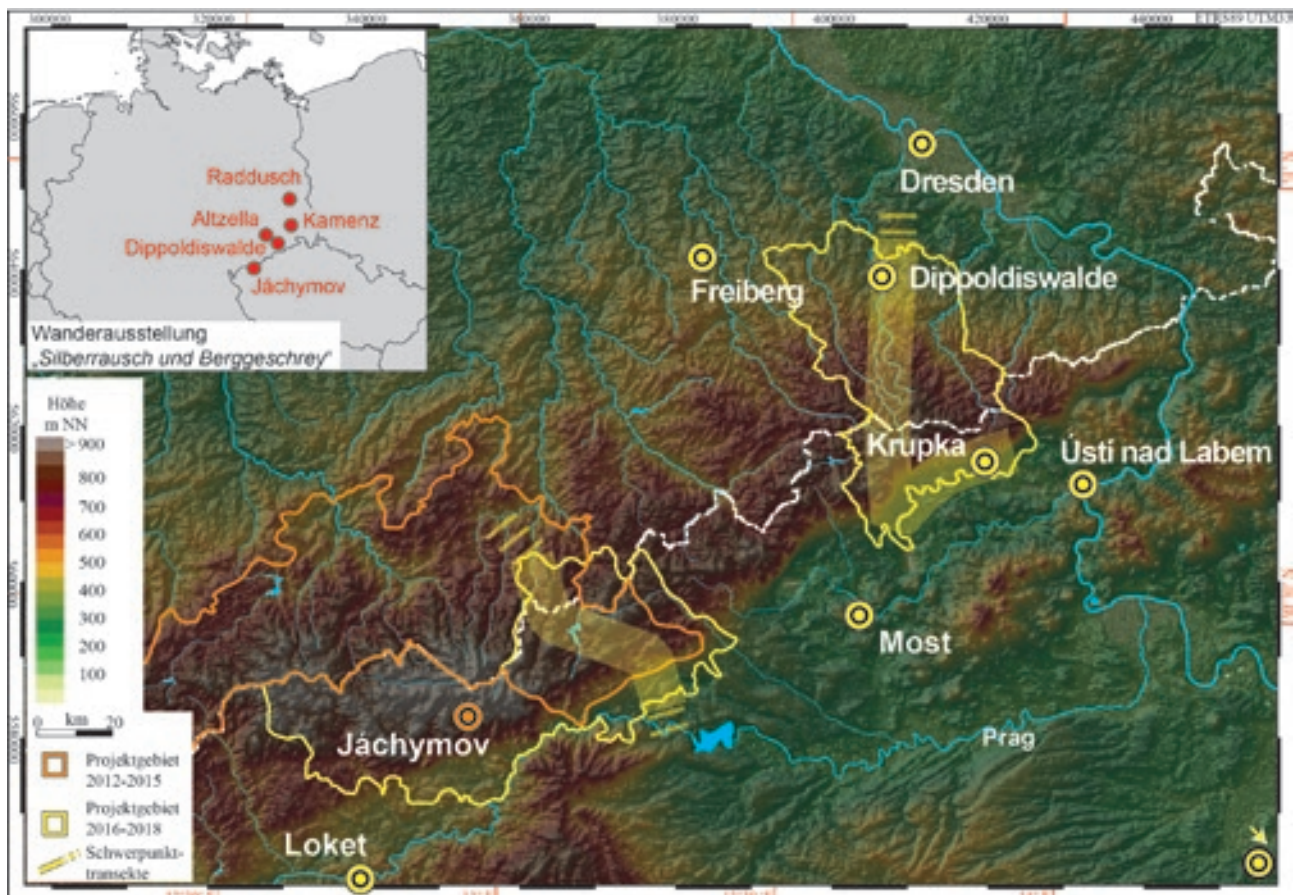 300000
320000
340000
360000
380000
400000
420000
440000
ETRS89 UTM33
Raddusch
Altzella
Kamenz
Dippoldiswalde
Jáchymov
Wanderausstellung
„Silberrausch und Berggeschrey"
Dresden
Freiberg
Dippoldiswalde
Krupka
Ústí nad Labem
Most
Jáchymov
Prag
Loket
Höhe
m NN
> 900
800
700
600
500
400
300
200
100
0 km 20
Projektgebiet
2012-2015
Projektgebiet
2016-2018
Schwerpunkt-
transekte